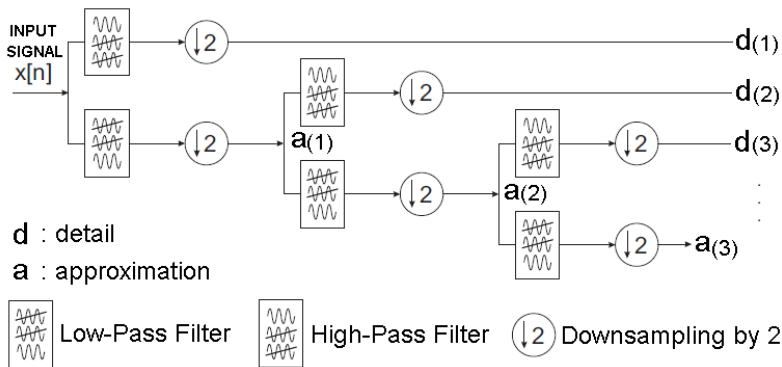 INPUT
SIGNAL
x[n]
↓2
d(1)
↓2
a(1)
↓2
d(2)
↓2
a(2)
↓2
d(3)
↓2
a(3)
d : detail
a : approximation
Low-Pass Filter
High-Pass Filter
↓2 Downsampling by 2